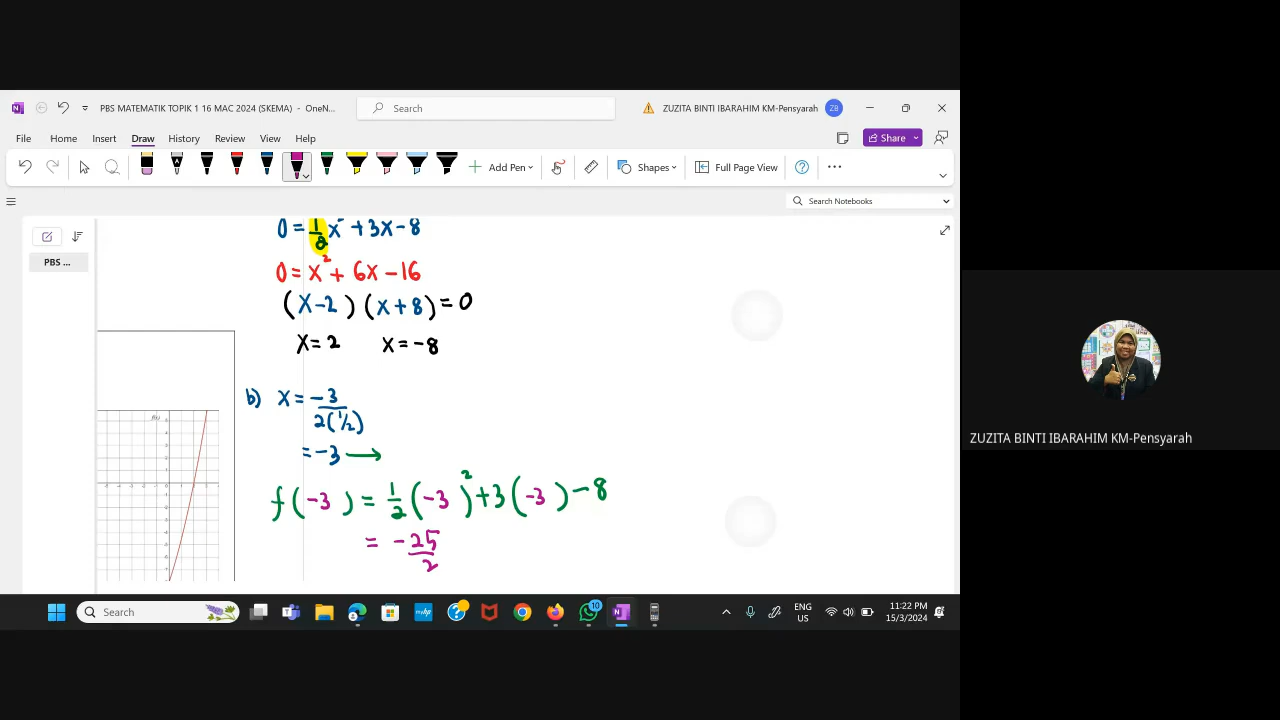 PBS MATEMATIK TOPIK 1 16 MAC 2024 (SKEMA) - OneN...
Search
ZUZITA BINTI IBARAHIM KM-Pensyarah
ZB
File Home Insert Draw History Review View Help
Share
Add Pen
Shapes
Full Page View
Search Notebooks
PBS ...
0 = 1/2 x² + 3x - 8
0 = x² + 6x - 16
(x - 2) (x + 8) = 0
x = 2 x = -8
b) x = -3 / 2(1/2)
= -3 →
f(-3) = 1/2 (-3)² + 3(-3) - 8
= -25/2
f(x)
ZUZITA BINTI IBARAHIM KM-Pensyarah
Search
10
ENG
US
11:22 PM
15/3/2024